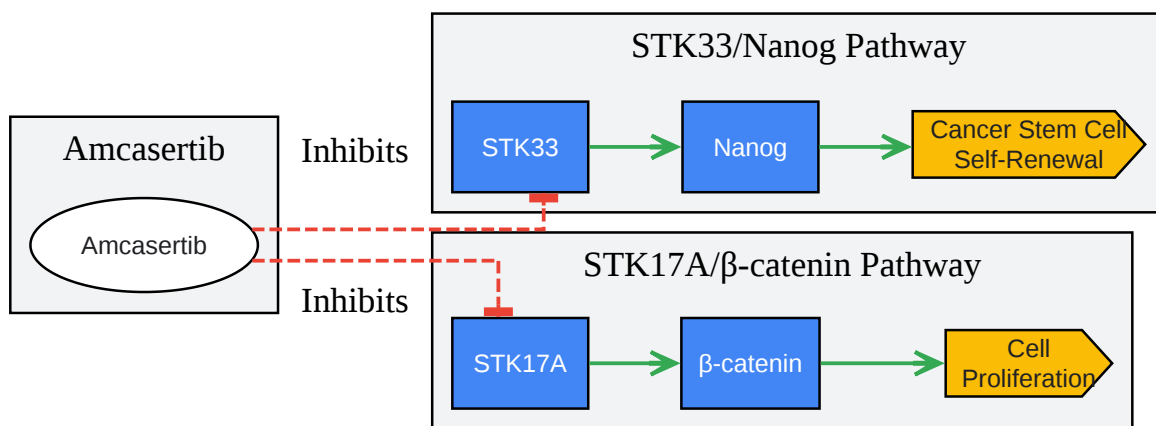 STK33/Nanog Pathway
Amcasertib
Inhibits
STK33
Nanog
Cancer Stem Cell
Self-Renewal
Amcasertib
STK17A/β-catenin Pathway
Inhibits
STK17A
β-catenin
Cell
Proliferation